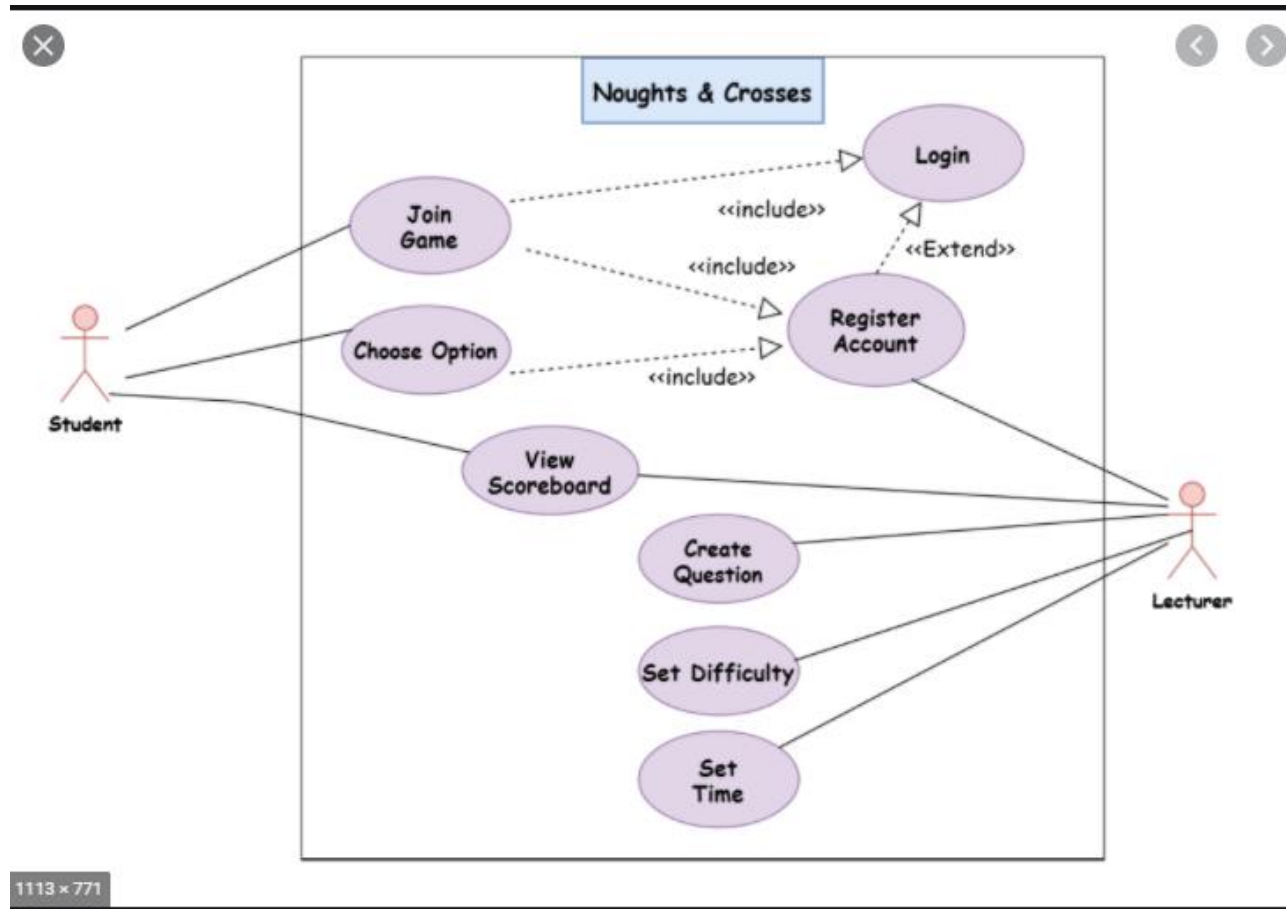 Noughts & Crosses
Login
Join
Game
<<include>>
<<Extend>>
<<include>>
Register
Account
Choose Option
<<include>>
Student
View
Scoreboard
Create
Question
Lecturer
Set Difficulty
Set
Time
1113 × 771